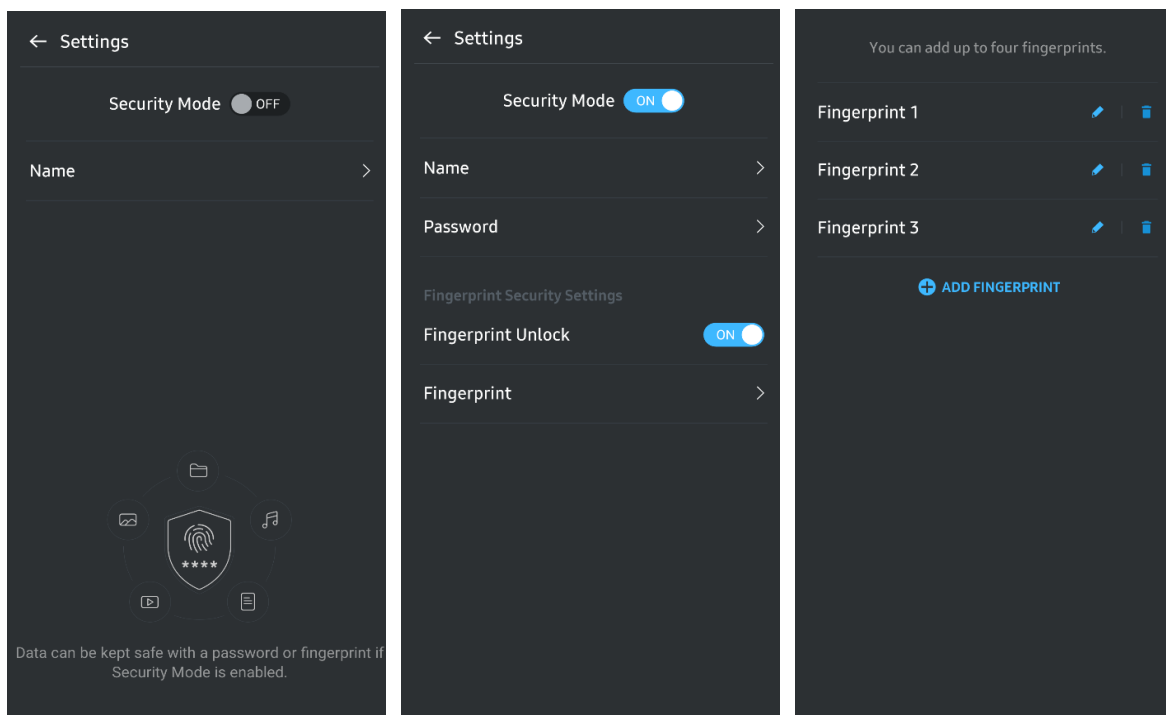 Settings
Security Mode OFF
Name
****
Data can be kept safe with a password or fingerprint if
Security Mode is enabled.
Settings
Security Mode ON
Name
Password
Fingerprint Security Settings
Fingerprint Unlock ON
Fingerprint
You can add up to four fingerprints.
Fingerprint 1
Fingerprint 2
Fingerprint 3
ADD FINGERPRINT